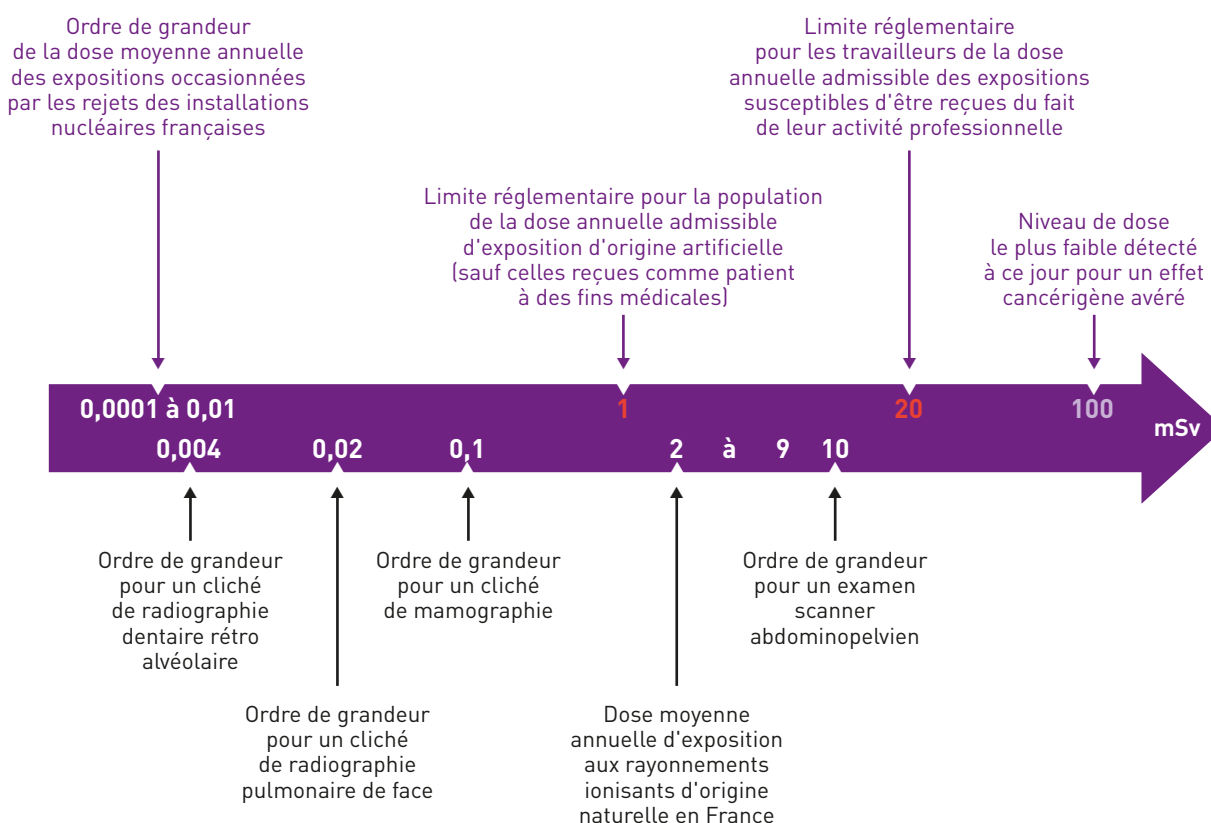 Ordre de grandeur
de la dose moyenne annuelle
des expositions occasionnées
par les rejets des installations
nucléaires françaises
Limite réglementaire
pour les travailleurs de la dose
annuelle admissible des expositions
susceptibles d'être reçues du fait
de leur activité professionnelle
Limite réglementaire pour la population
de la dose annuelle admissible
d'exposition d'origine artificielle
(sauf celles reçues comme patient
à des fins médicales)
Niveau de dose
le plus faible détecté
à ce jour pour un effet
cancérigène avéré
0,0001 à 0,01
1
20
100
mSv
0,004
0,02
0,1
2 à 9
10
Ordre de grandeur
pour un cliché
de radiographie
dentaire rétro
alvéolaire
Ordre de grandeur
pour un cliché
de mamographie
Ordre de grandeur
pour un examen
scanner
abdominopelvien
Ordre de grandeur
pour un cliché
de radiographie
pulmonaire de face
Dose moyenne
annuelle d'exposition
aux rayonnements
ionisants d'origine
naturelle en France